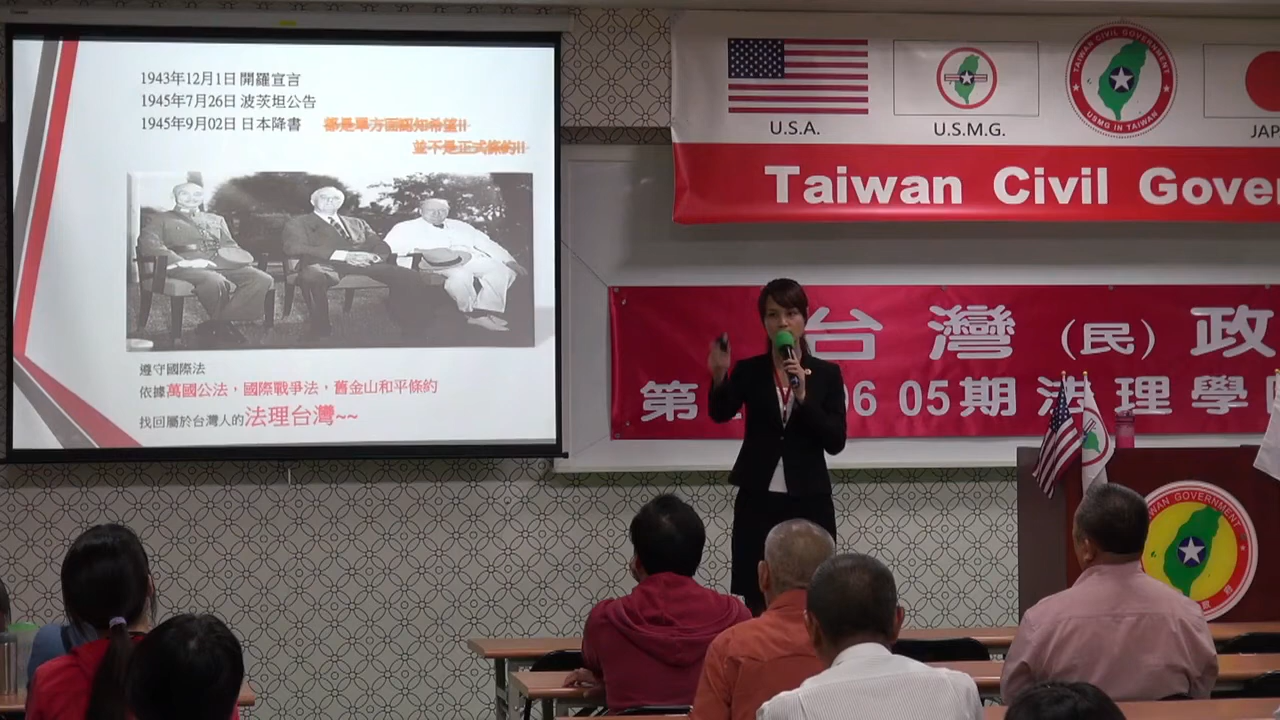 1943年12月1日 開羅宣言
1945年7月26日 波茨坦公告
1945年9月02日 日本降書 都是單方面認知希望!!
並不是正式條約!!
遵守國際法
依據萬國公法，國際戰爭法，舊金山和平條約
找回屬於台灣人的法理台灣~~
U.S.A.
U.S.M.G.
TAIWAN CIVIL GOVERNMENT
USMG IN TAIWAN
JAP
Taiwan Civil Gover
台灣（民）政
第 06 05期 法理學
TAIWAN GOVERNMENT